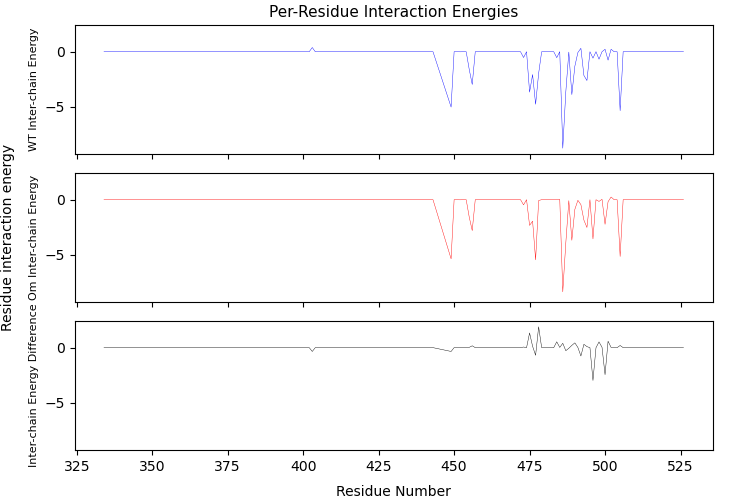 Per-Residue Interaction Energies
Residue interaction energy
WT Inter-chain Energy
0
−5
Om Inter-chain Energy
0
−5
Inter-chain Energy Difference
0
−5
325
350
375
400
425
450
475
500
525
Residue Number